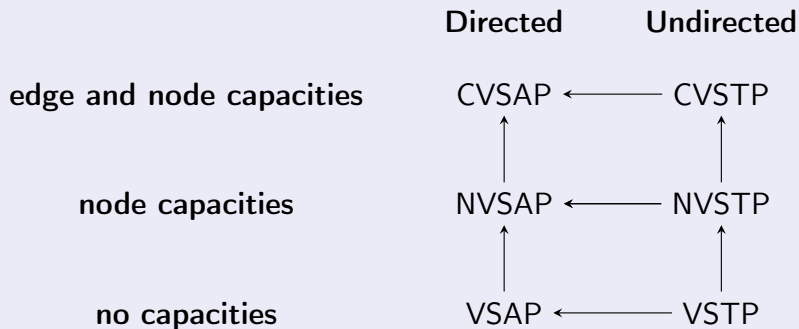 Directed Undirected
edge and node capacities CVSAP CVSTP
node capacities NVSAP NVSTP
no capacities VSAP VSTP